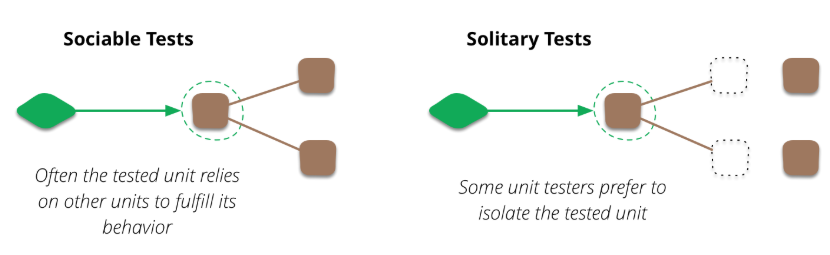 Sociable Tests
Often the tested unit relies
on other units to fulfill its
behavior
Solitary Tests
Some unit testers prefer to
isolate the tested unit